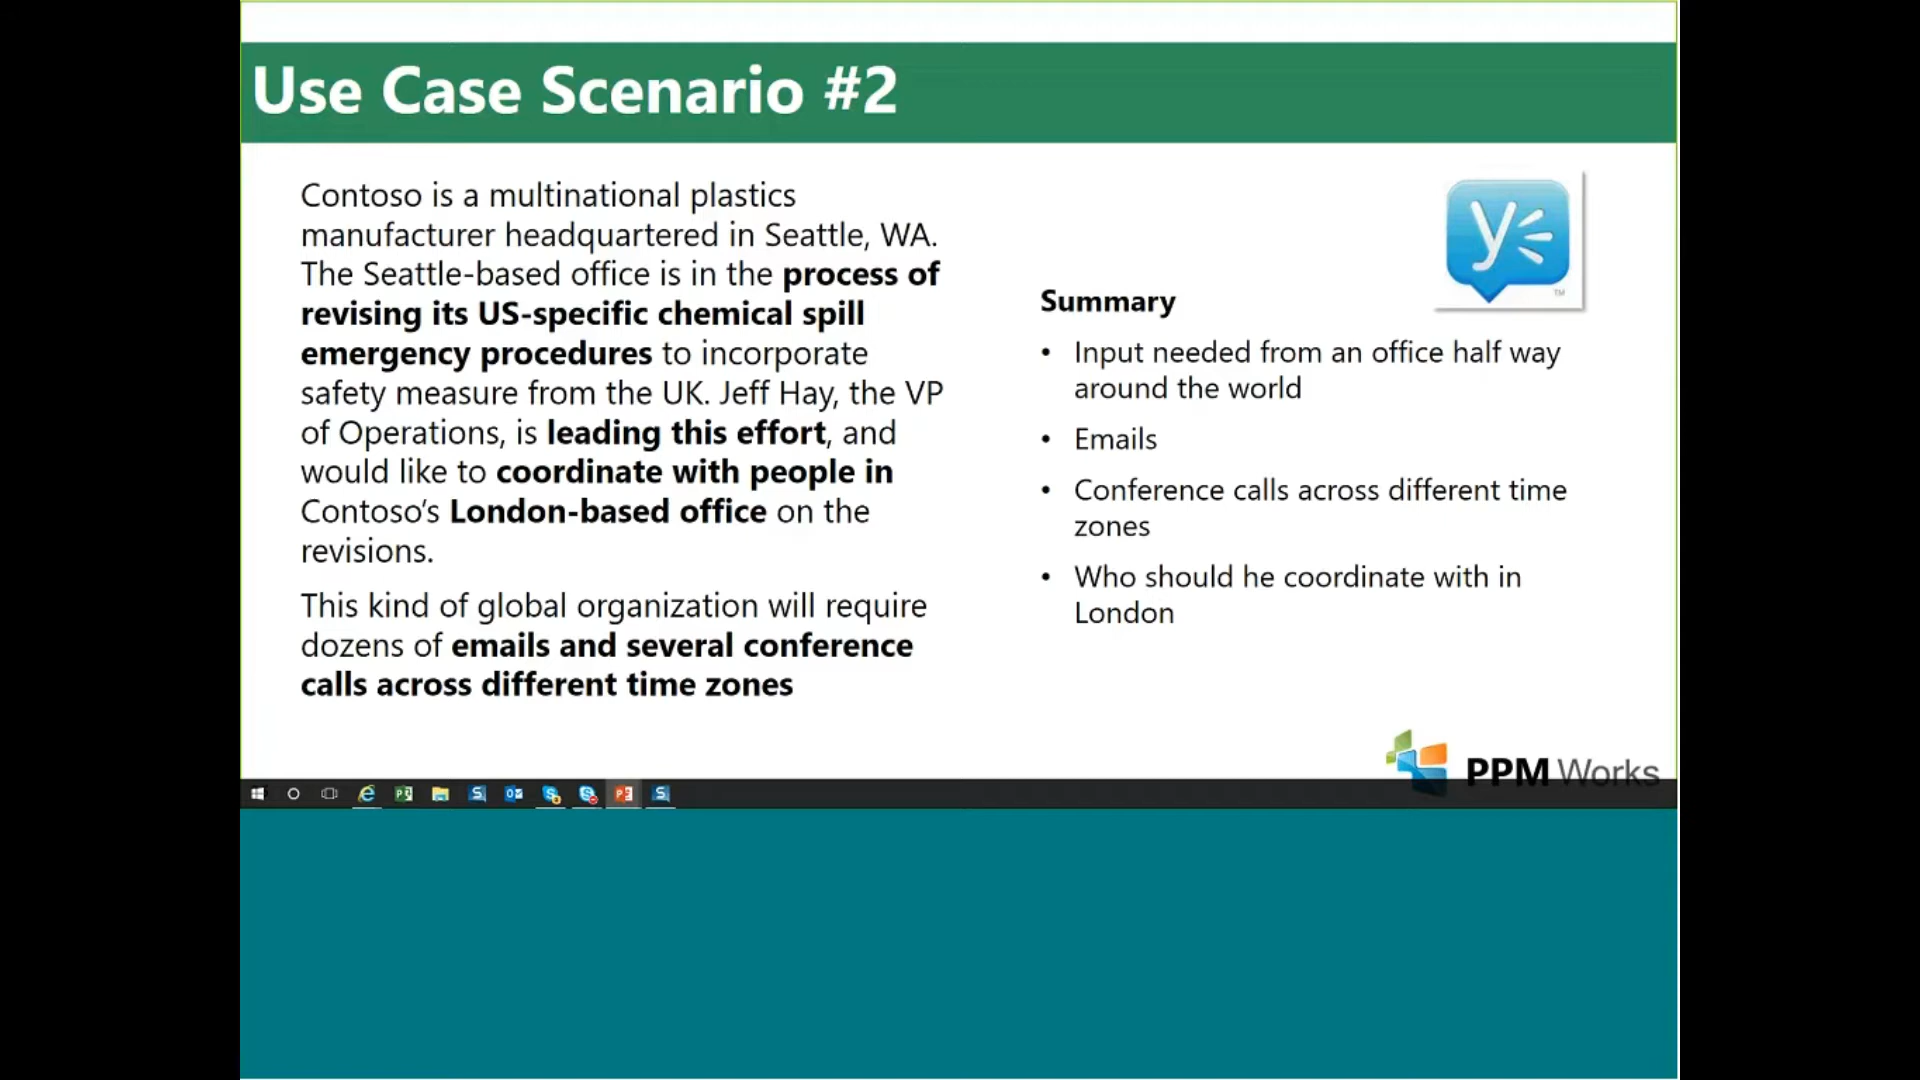 Use Case Scenario #2
Contoso is a multinational plastics
manufacturer headquartered in Seattle, WA.
The Seattle-based office is in the process of
revising its US-specific chemical spill
emergency procedures to incorporate
safety measure from the UK. Jeff Hay, the VP
of Operations, is leading this effort, and
would like to coordinate with people in
Contoso’s London-based office on the
revisions.
This kind of global organization will require
dozens of emails and several conference
calls across different time zones
Summary
• Input needed from an office half way
around the world
• Emails
• Conference calls across different time
zones
• Who should he coordinate with in
London
PPM Works